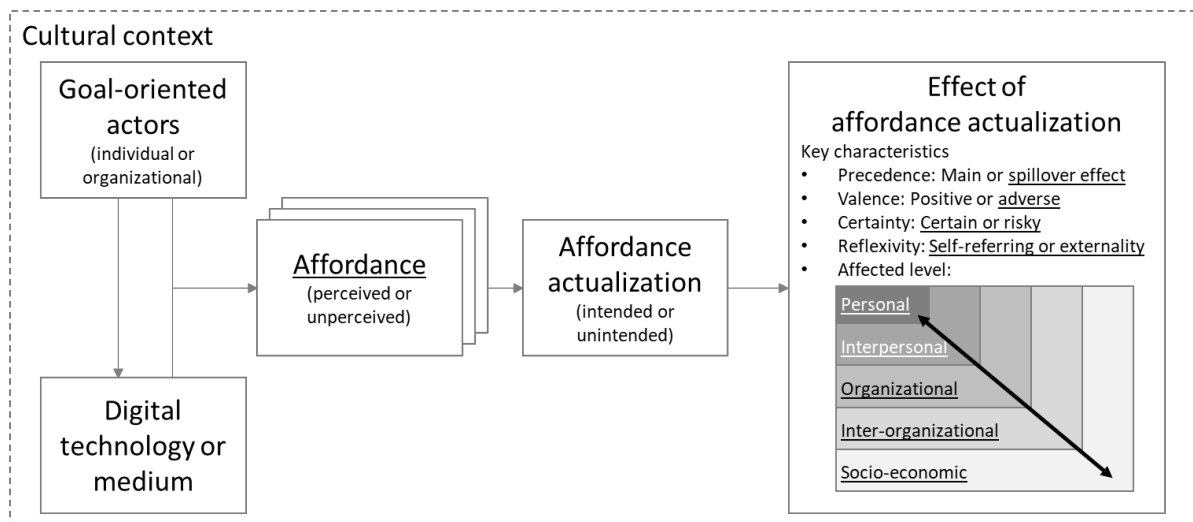 Cultural context
Goal-oriented
actors
(individual or
organizational)
Digital
technology or
medium
Affordance
(perceived or
unperceived)
Affordance
actualization
(intended or
unintended)
Effect of
affordance actualization
Key characteristics
• Precedence: Main or spillover effect
• Valence: Positive or adverse
• Certainty: Certain or risky
• Reflexivity: Self-referring or externality
• Affected level:
Personal
Interpersonal
Organizational
Inter-organizational
Socio-economic